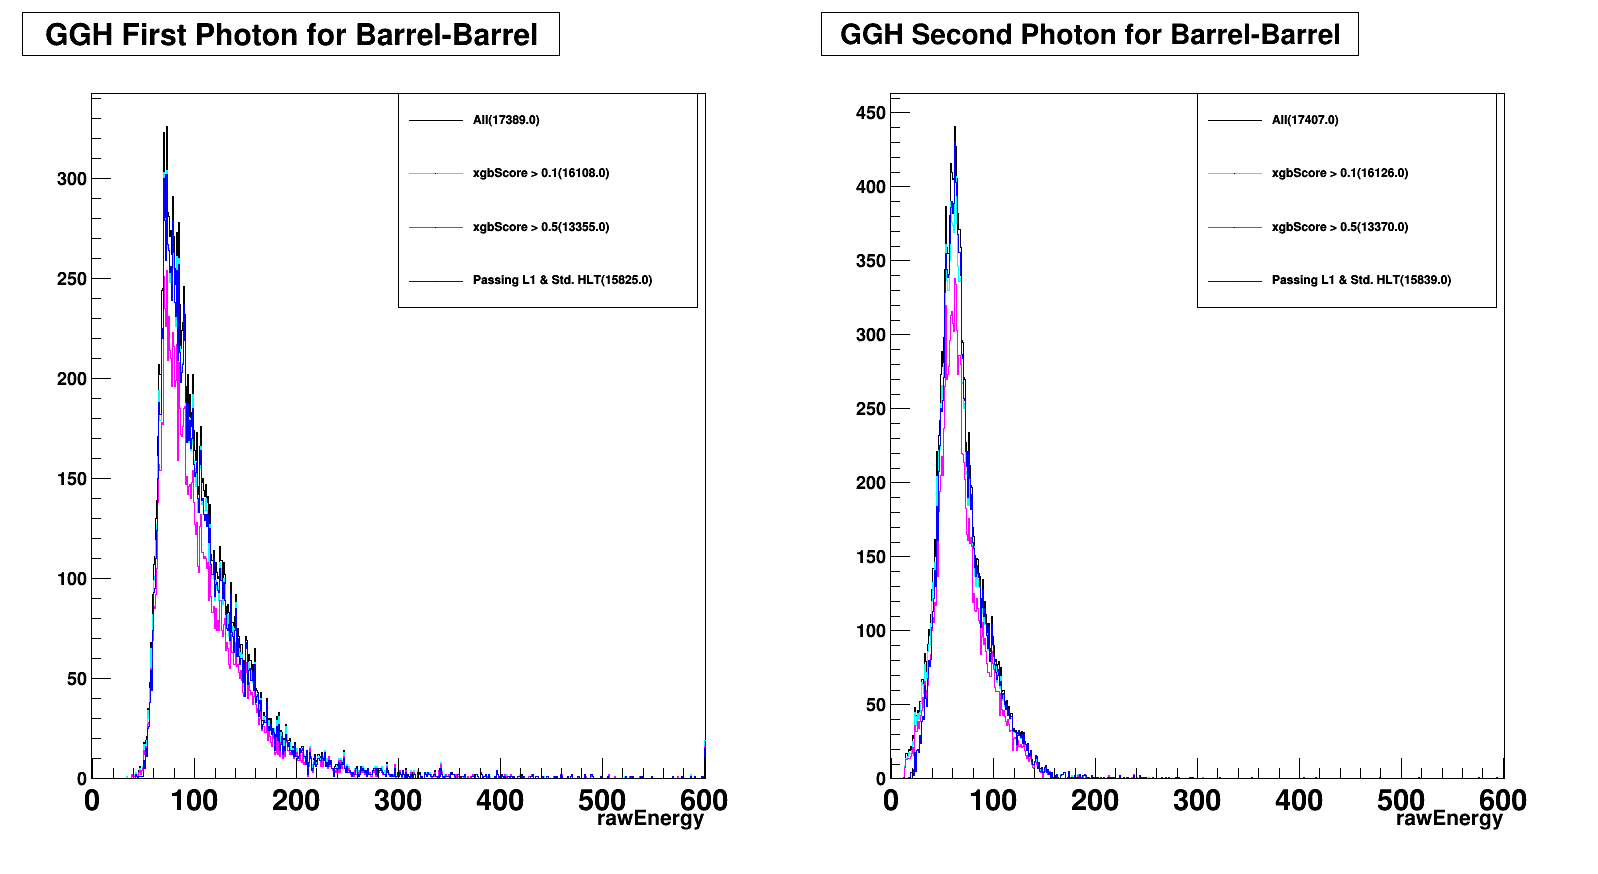 GGH First Photon for Barrel-Barrel
All(17389.0)
xgbScore > 0.1(16108.0)
xgbScore > 0.5(13355.0)
Passing L1 & Std. HLT(15825.0)
300
250
200
150
100
50
0
0 100 200 300 400 500 600
rawEnergy
GGH Second Photon for Barrel-Barrel
All(17407.0)
xgbScore > 0.1(16126.0)
xgbScore > 0.5(13370.0)
Passing L1 & Std. HLT(15839.0)
450
400
350
300
250
200
150
100
50
0
0 100 200 300 400 500 600
rawEnergy